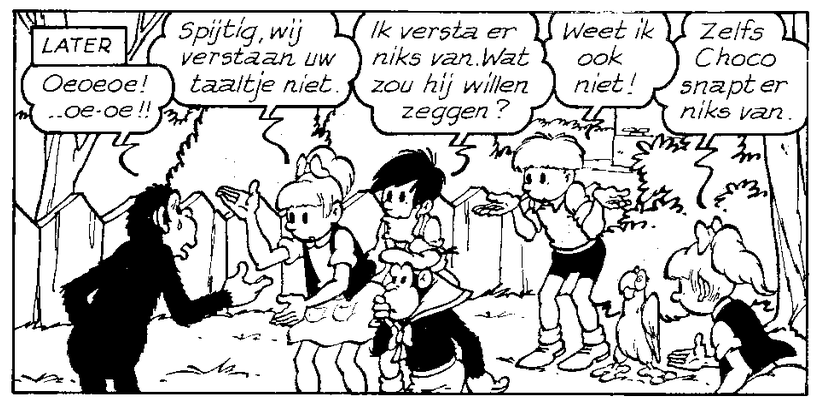 LATER
Oeoeoe!
..oe-oe!!
Spijtig, wij
verstaan uw
taaltje niet.
Ik versta er
niks van. Wat
zou hij willen
zeggen?
Weet ik
ook
niet!
Zelfs
Choco
snapt er
niks van.